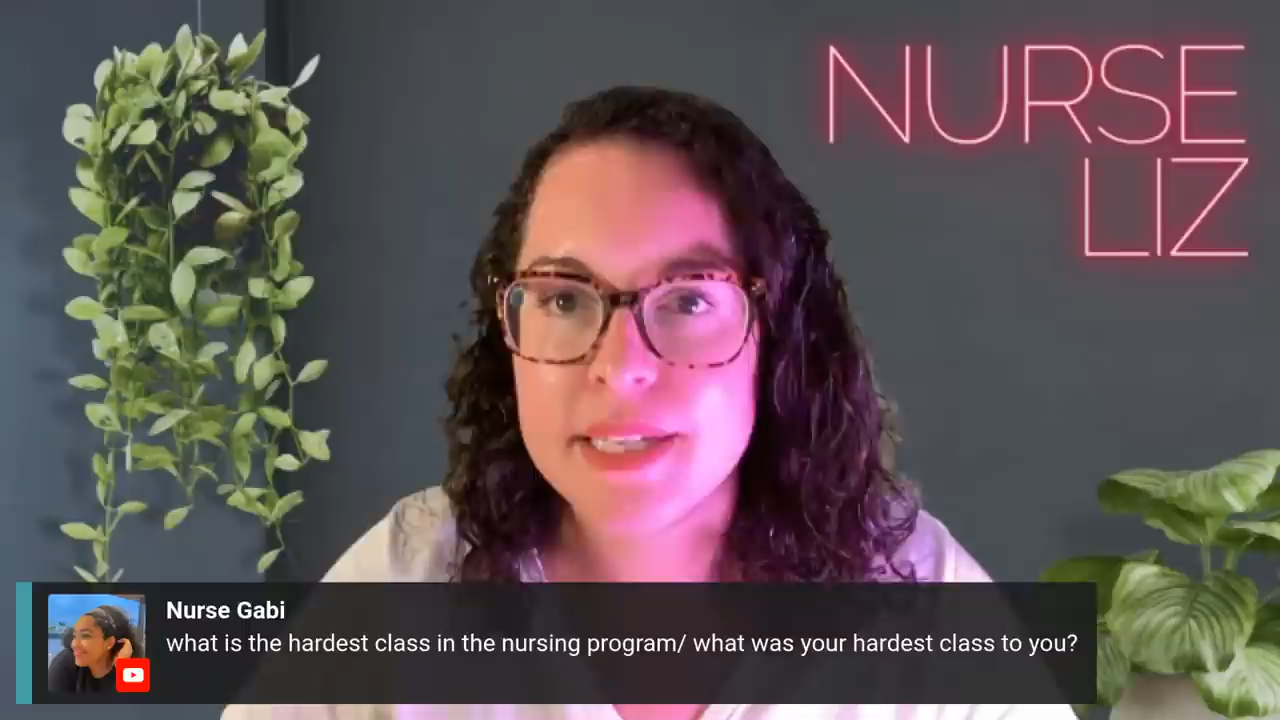 NURSE
LIZ
Nurse Gabi
what is the hardest class in the nursing program/ what was your hardest class to you?